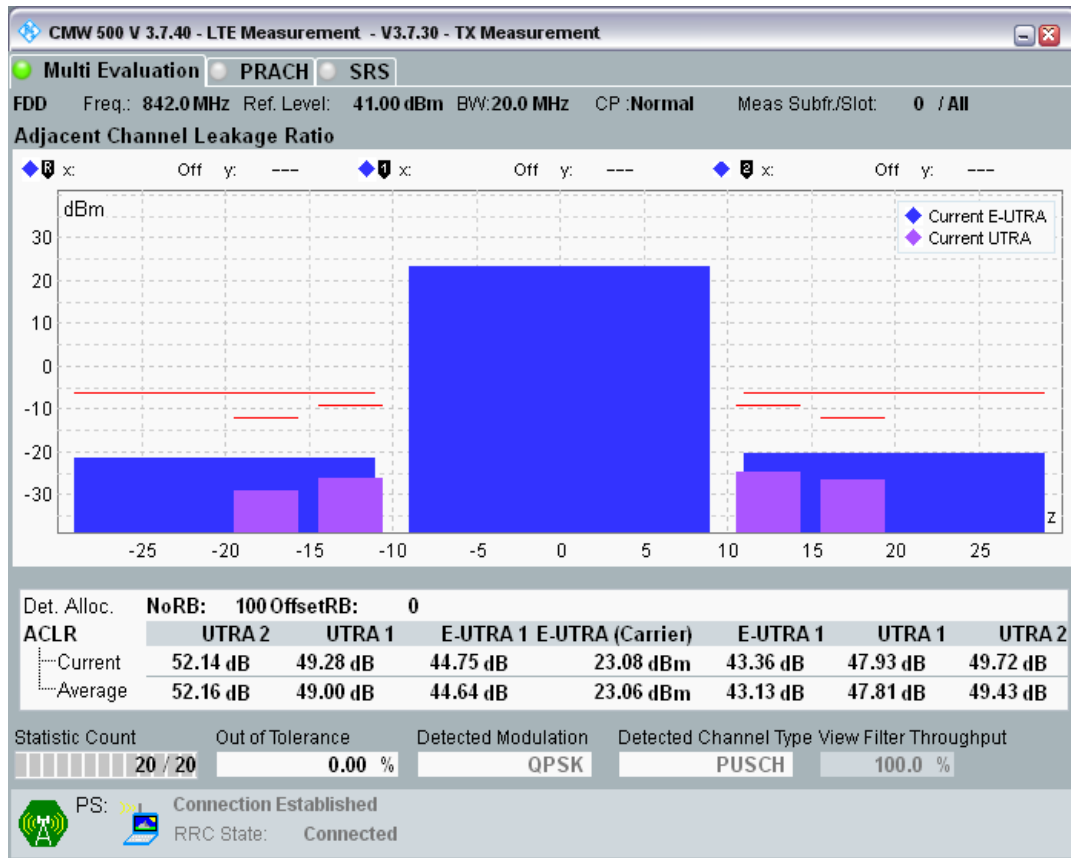 CMW 500 V 3.7.40 - LTE Measurement - V3.7.30 - TX Measurement
Multi Evaluation PRACH SRS
FDD Freq.: 842.0 MHz Ref. Level: 41.00 dBm BW: 20.0 MHz CP : Normal Meas Subfr./Slot: 0 / All
Adjacent Channel Leakage Ratio
R x: Off y: --- 1 x: Off y: --- 2 x: Off y: ---
dBm
Current E-UTRA
Current UTRA
30
20
10
0
-10
-20
-30
z
-25 -20 -15 -10 -5 0 5 10 15 20 25
Det. Alloc. NoRB: 100 OffsetRB: 0
ACLR UTRA 2 UTRA 1 E-UTRA 1 E-UTRA (Carrier) E-UTRA 1 UTRA 1 UTRA 2
Current 52.14 dB 49.28 dB 44.75 dB 23.08 dBm 43.36 dB 47.93 dB 49.72 dB
Average 52.16 dB 49.00 dB 44.64 dB 23.06 dBm 43.13 dB 47.81 dB 49.43 dB
Statistic Count Out of Tolerance Detected Modulation Detected Channel Type View Filter Throughput
20 / 20 0.00 % QPSK PUSCH 100.0 %
PS: Connection Established
RRC State: Connected